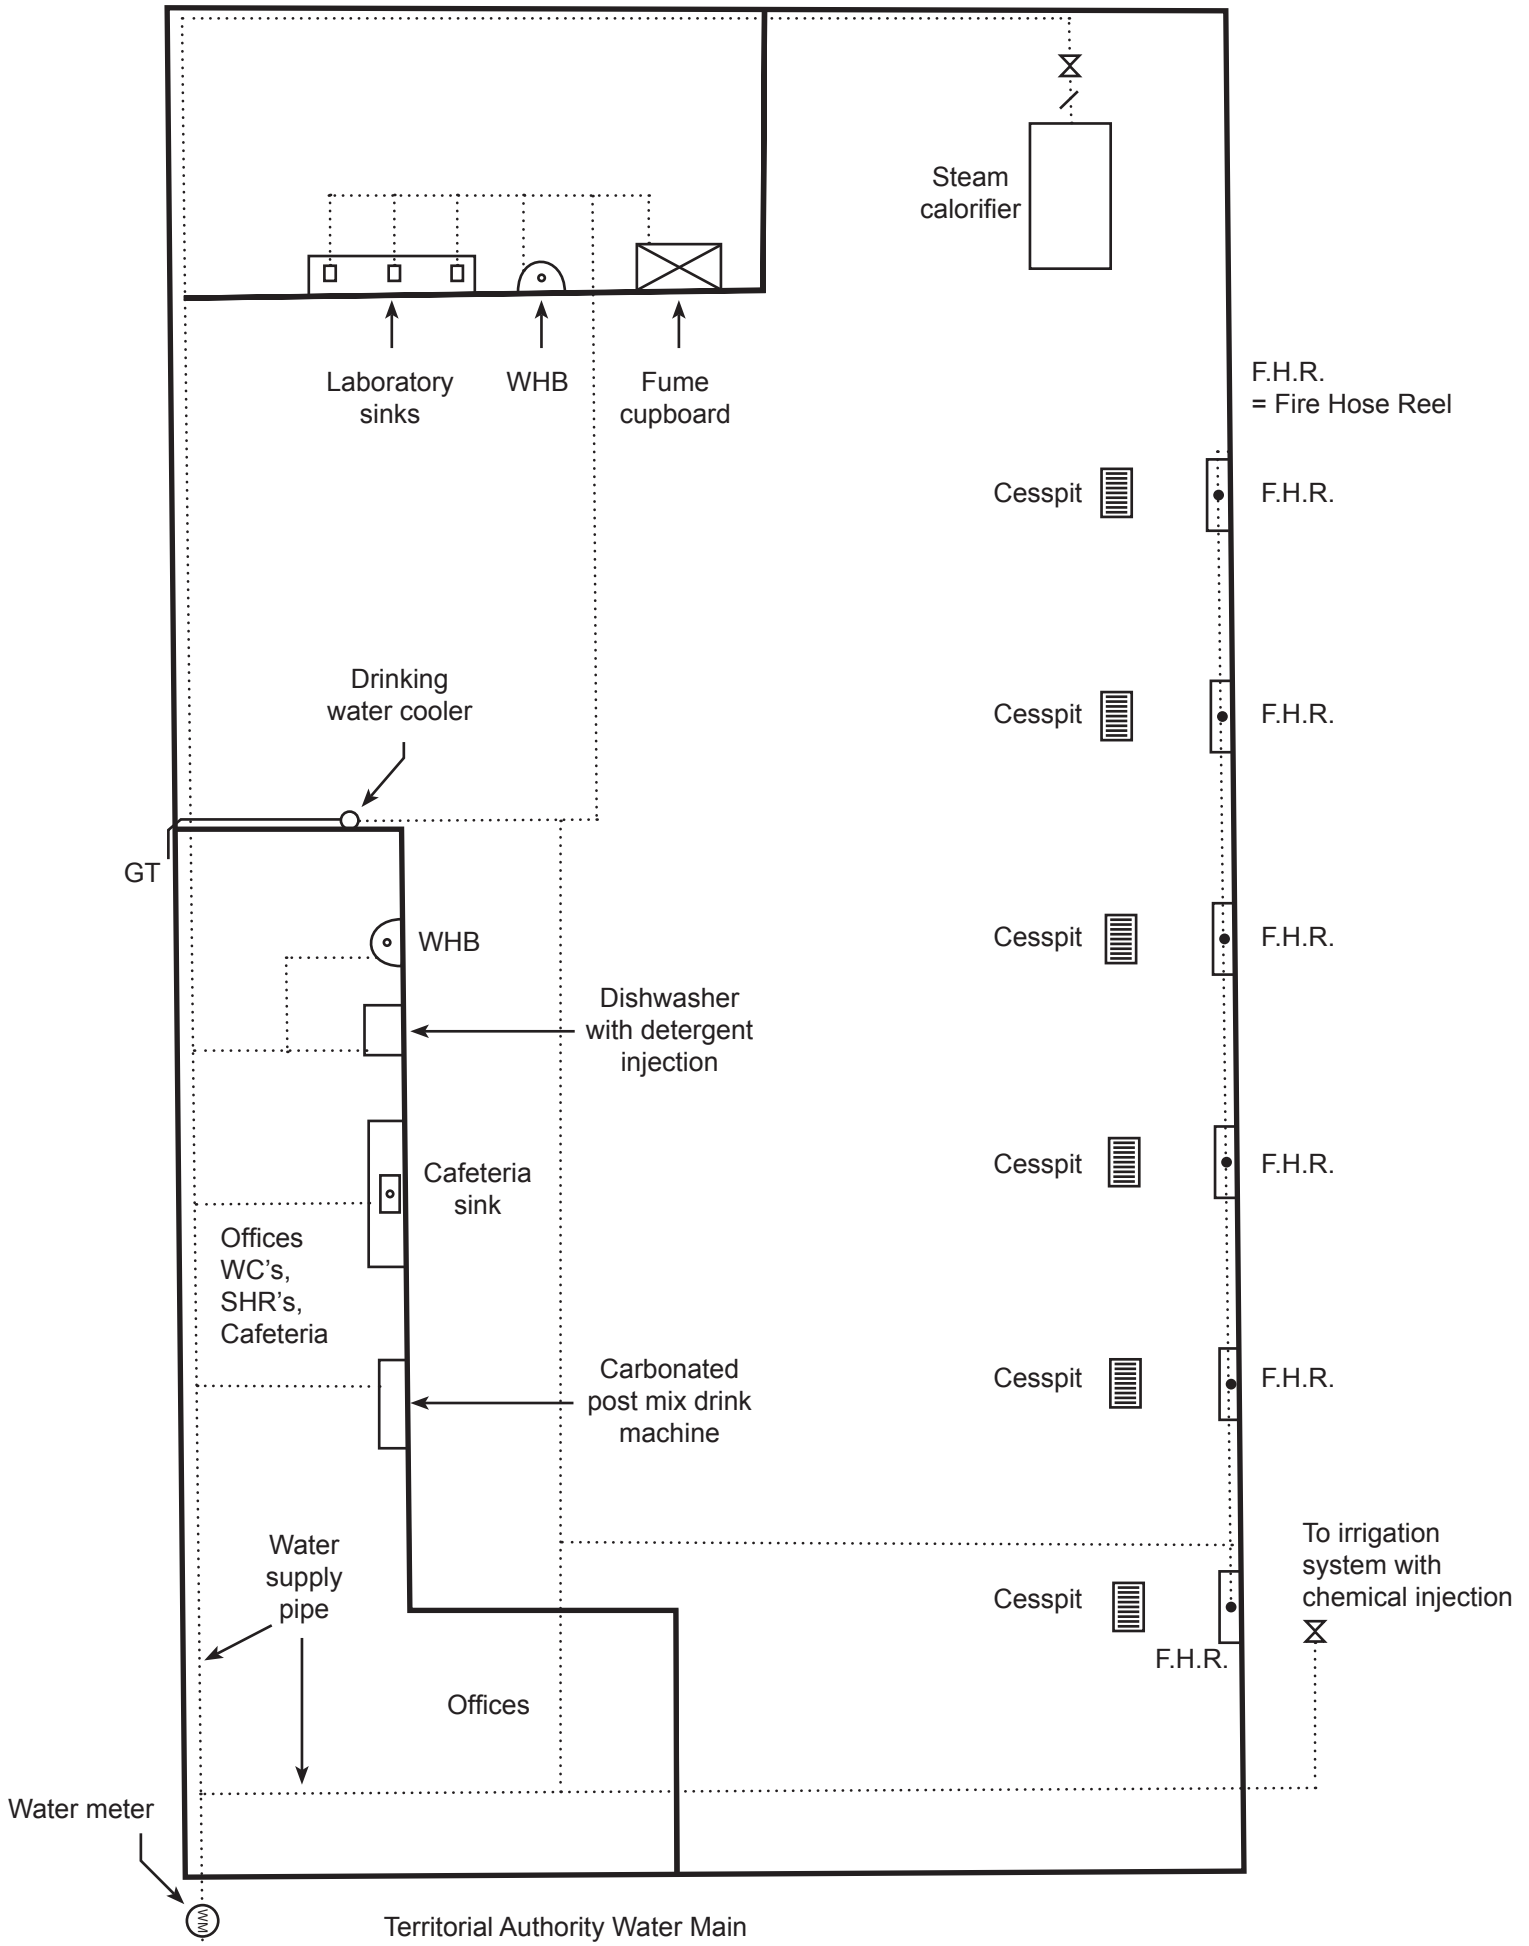 Steam
calorifier
Laboratory
sinks
WHB
Fume
cupboard
F.H.R.
= Fire Hose Reel
Cesspit
F.H.R.
Drinking
water cooler
Cesspit
F.H.R.
GT
WHB
Cesspit
F.H.R.
Dishwasher
with detergent
injection
Cafeteria
sink
Cesspit
F.H.R.
Offices
WC's,
SHR's,
Cafeteria
Carbonated
post mix drink
machine
Cesspit
F.H.R.
Water
supply
pipe
To irrigation
system with
chemical injection
Cesspit
F.H.R.
Offices
Water meter
WM
Territorial Authority Water Main